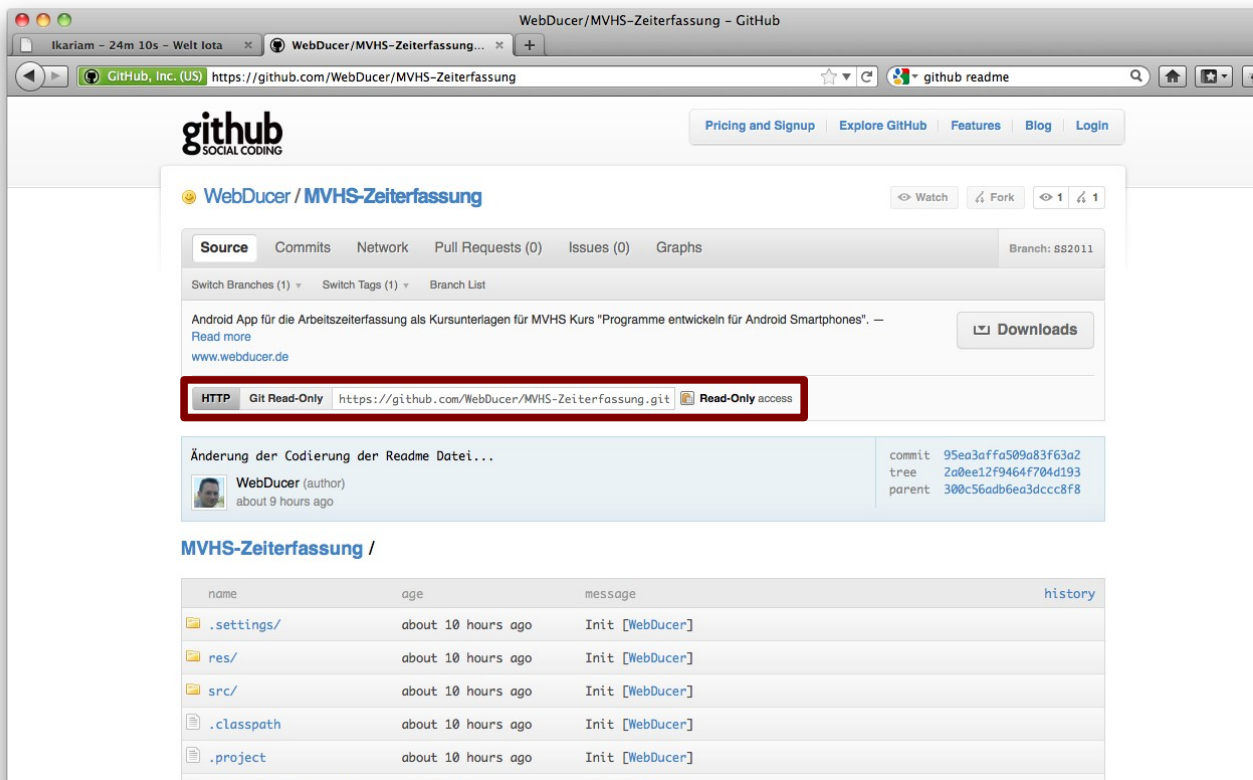 WebDucer/MVHS-Zeiterfassung - GitHub
Ikariam - 24m 10s - Welt Iota
WebDucer/MVHS-Zeiterfassung...
GitHub, Inc. (US) https://github.com/WebDucer/MVHS-Zeiterfassung
github readme
github
SOCIAL CODING
Pricing and Signup Explore GitHub Features Blog Login
WebDucer / MVHS-Zeiterfassung
Watch Fork 1 1
Source Commits Network Pull Requests (0) Issues (0) Graphs Branch: SS2011
Switch Branches (1) Switch Tags (1) Branch List
Android App für die Arbeitszeiterfassung als Kursunterlagen für MVHS Kurs "Programme entwickeln für Android Smartphones". —
Read more
www.webducer.de
Downloads
HTTP Git Read-Only https://github.com/WebDucer/MVHS-Zeiterfassung.git Read-Only access
Änderung der Codierung der Readme Datei...
WebDucer (author)
about 9 hours ago
commit 95ea3affa509a83f63a2
tree 2a0ee12f9464f704d193
parent 300c56adb6ea3dccc8f8
MVHS-Zeiterfassung /
name age message history
.settings/ about 10 hours ago Init [WebDucer]
res/ about 10 hours ago Init [WebDucer]
src/ about 10 hours ago Init [WebDucer]
.classpath about 10 hours ago Init [WebDucer]
.project about 10 hours ago Init [WebDucer]